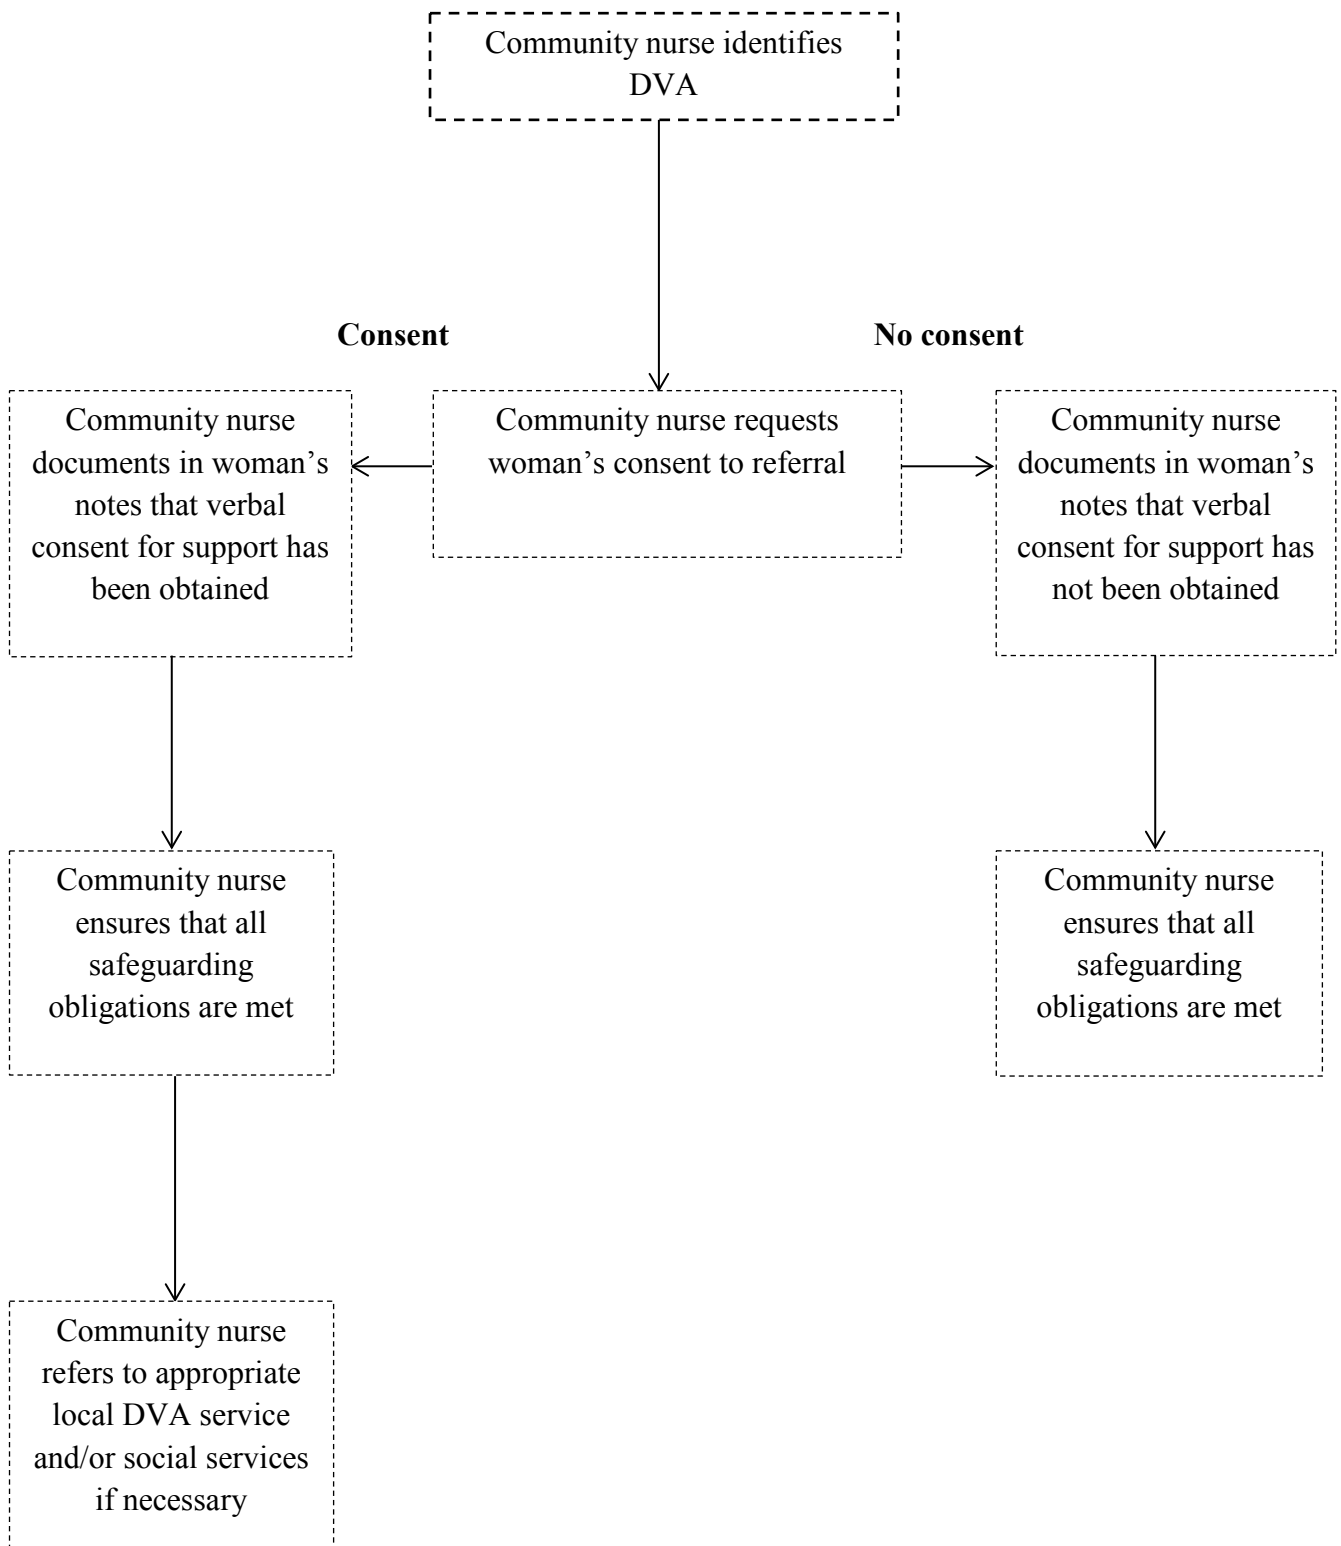 Community nurse identifies
DVA
Consent
No consent
Community nurse
documents in woman’s
notes that verbal
consent for support has
been obtained
Community nurse requests
woman’s consent to referral
Community nurse
documents in woman’s
notes that verbal
consent for support has
not been obtained
Community nurse
ensures that all
safeguarding
obligations are met
Community nurse
ensures that all
safeguarding
obligations are met
Community nurse
refers to appropriate
local DVA service
and/or social services
if necessary